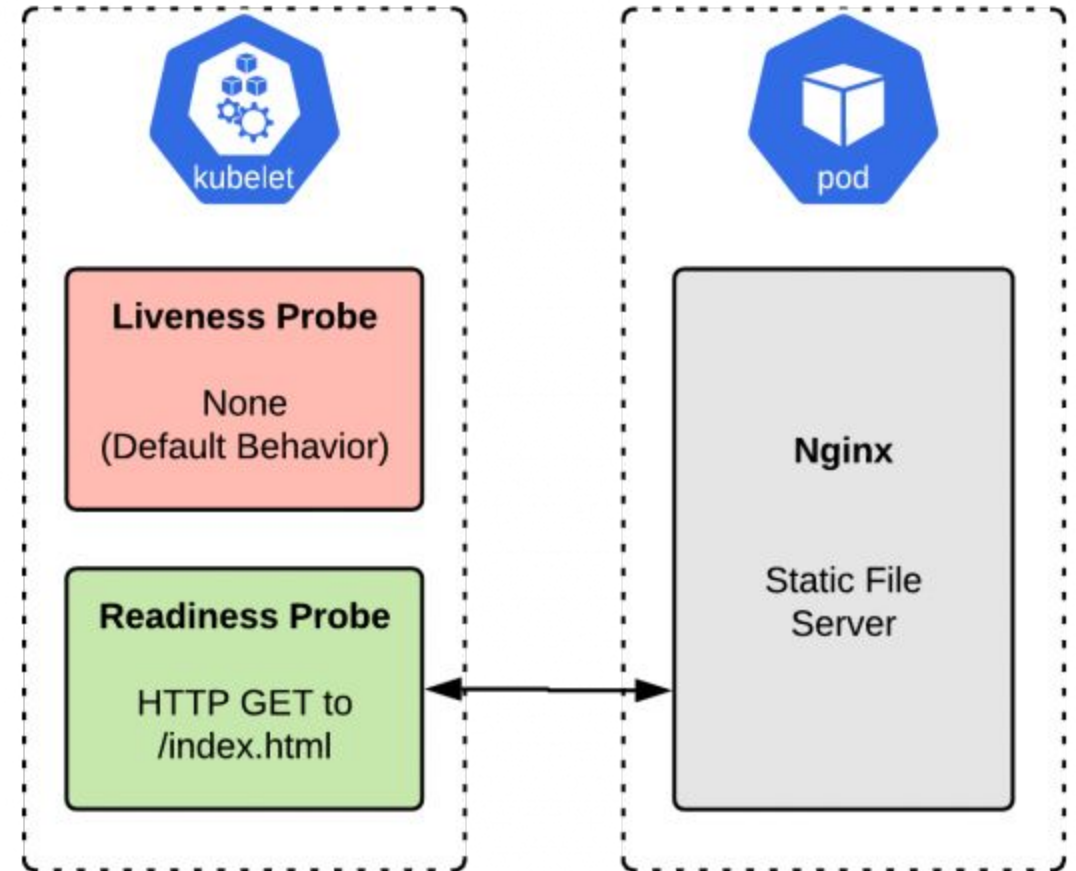 kubelet
Liveness Probe
None
(Default Behavior)
Readiness Probe
HTTP GET to
/index.html
pod
Nginx
Static File
Server